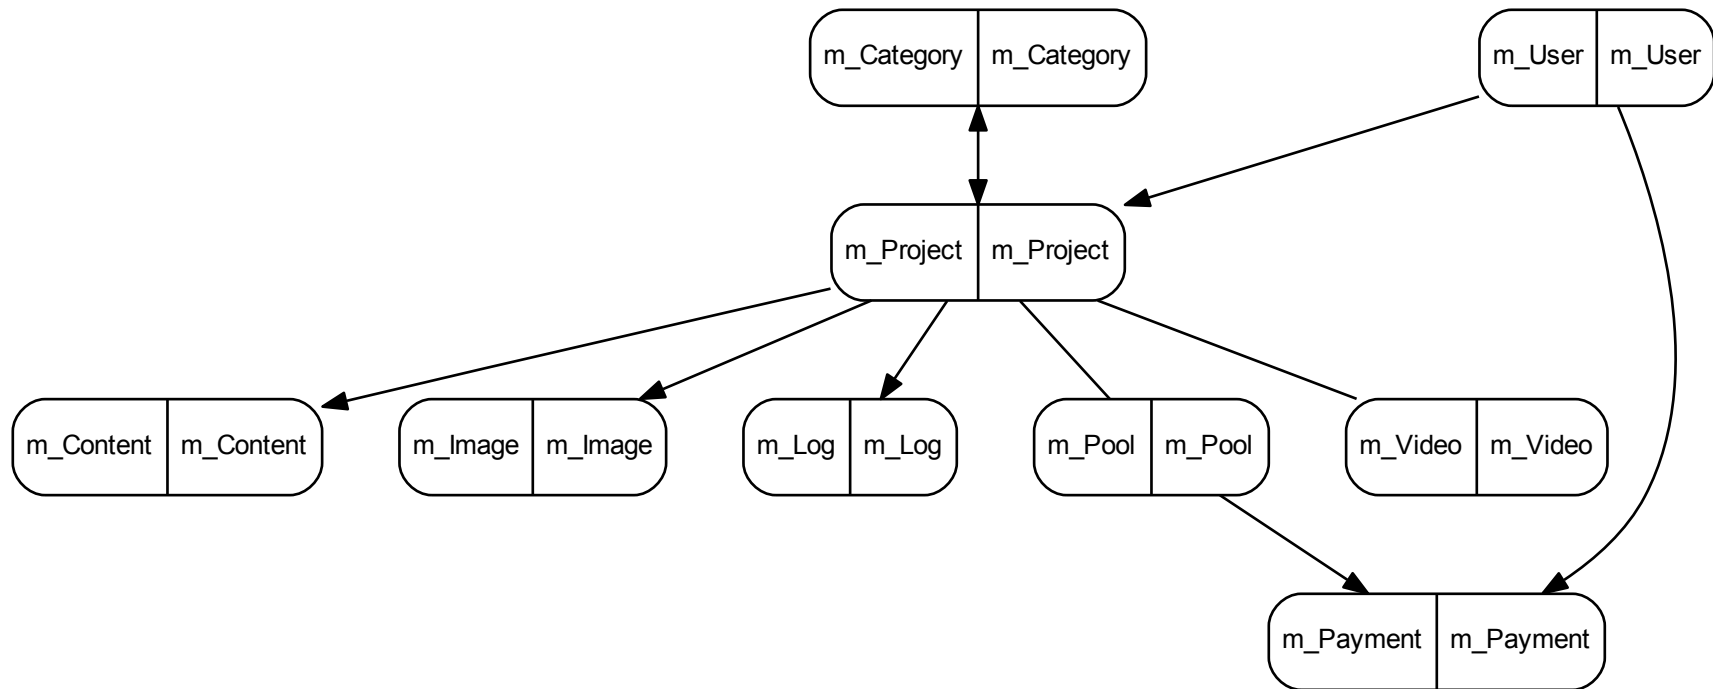 m_Category m_Category
m_User m_User
m_Project m_Project
m_Content m_Content
m_Image m_Image
m_Log m_Log
m_Pool m_Pool
m_Video m_Video
m_Payment m_Payment